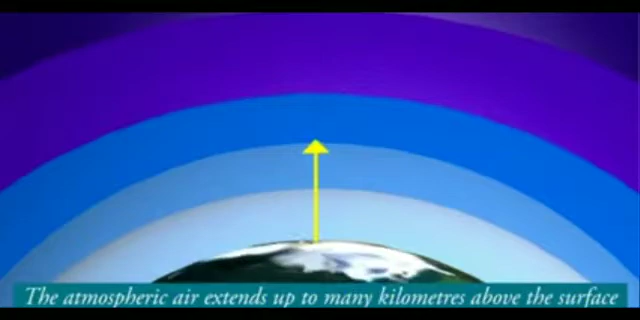 The atmospheric air extends up to many kilometres above the surface